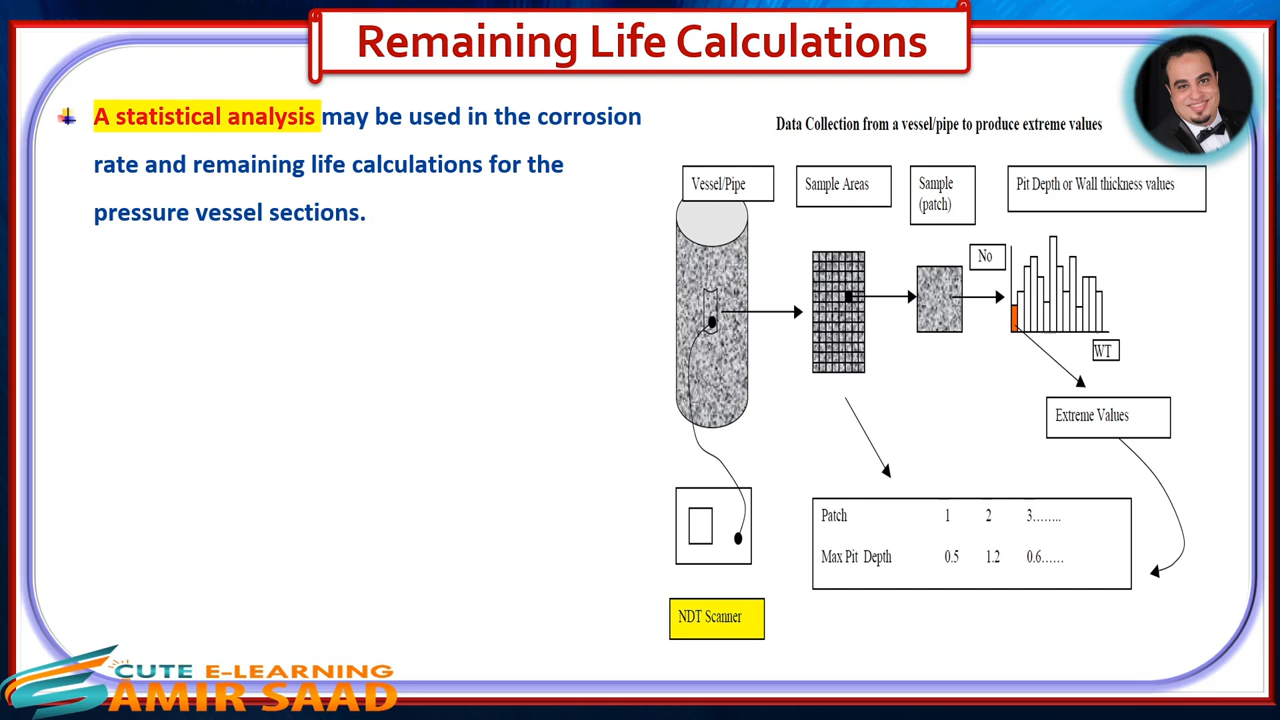 Remaining Life Calculations
A statistical analysis may be used in the corrosion
rate and remaining life calculations for the
pressure vessel sections.
Data Collection from a vessel/pipe to produce extreme values
Vessel/Pipe
Sample Areas
Sample
(patch)
Pit Depth or Wall thickness values
No
WT
Extreme Values
Patch 1 2 3........
Max Pit Depth 0.5 1.2 0.6......
NDT Scanner
CUTE E-LEARNING
AMIR SAAD